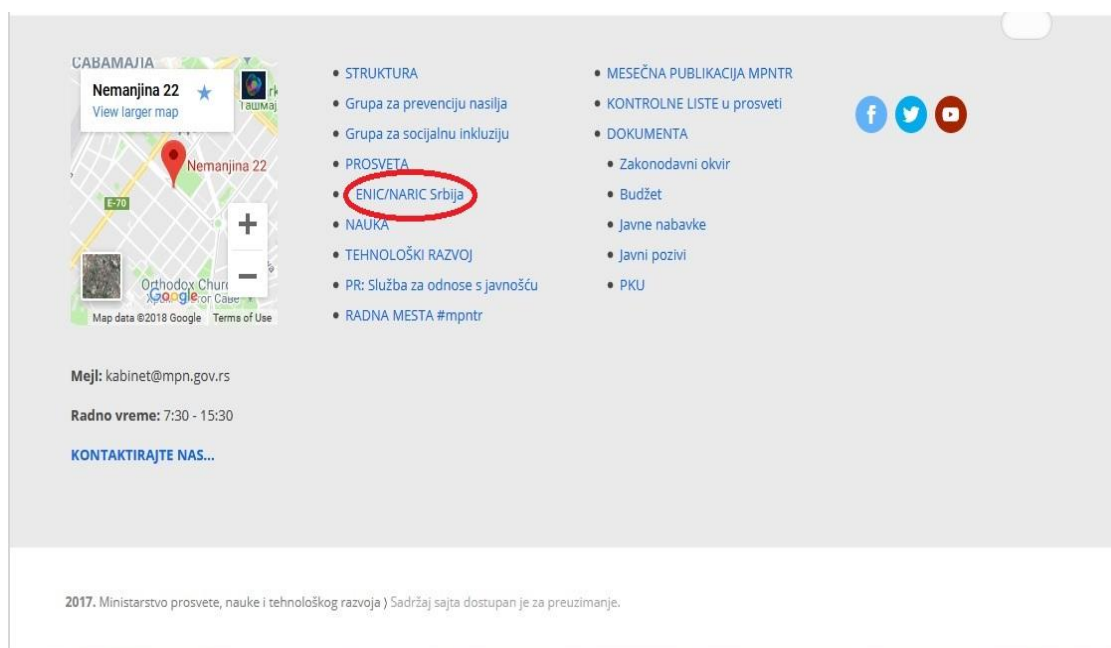 САВАМАЛА
Nemanjina 22
View larger map
Ташмај
Nemanjina 22
E-70
+
−
Orthodox Churc
Google
Map data ©2018 Google Terms of Use
Mejl: kabinet@mpn.gov.rs
Radno vreme: 7:30 - 15:30
KONTAKTIRAJTE NAS...
• STRUKTURA
• Grupa za prevenciju nasilja
• Grupa za socijalnu inkluziju
• PROSVETA
• ENIC/NARIC Srbija
• NAUKA
• TEHNOLOŠKI RAZVOJ
• PR: Služba za odnose s javnošću
• RADNA MESTA #mpntr
• MESEČNA PUBLIKACIJA MPNTR
• KONTROLNE LISTE u prosveti
• DOKUMENTA
• Zakonodavni okvir
• Budžet
• Javne nabavke
• Javni pozivi
• PKU
2017. Ministarstvo prosvete, nauke i tehnološkog razvoja ) Sadržaj sajta dostupan je za preuzimanje.